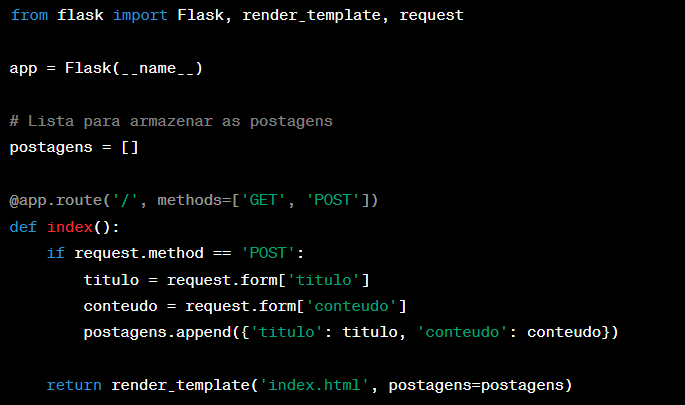 from flask import Flask, render_template, request
app = Flask(__name__)
# Lista para armazenar as postagens
postagens = []
@app.route('/', methods=['GET', 'POST'])
def index():
    if request.method == 'POST':
        titulo = request.form['titulo']
        conteudo = request.form['conteudo']
        postagens.append({'titulo': titulo, 'conteudo': conteudo})
    return render_template('index.html', postagens=postagens)